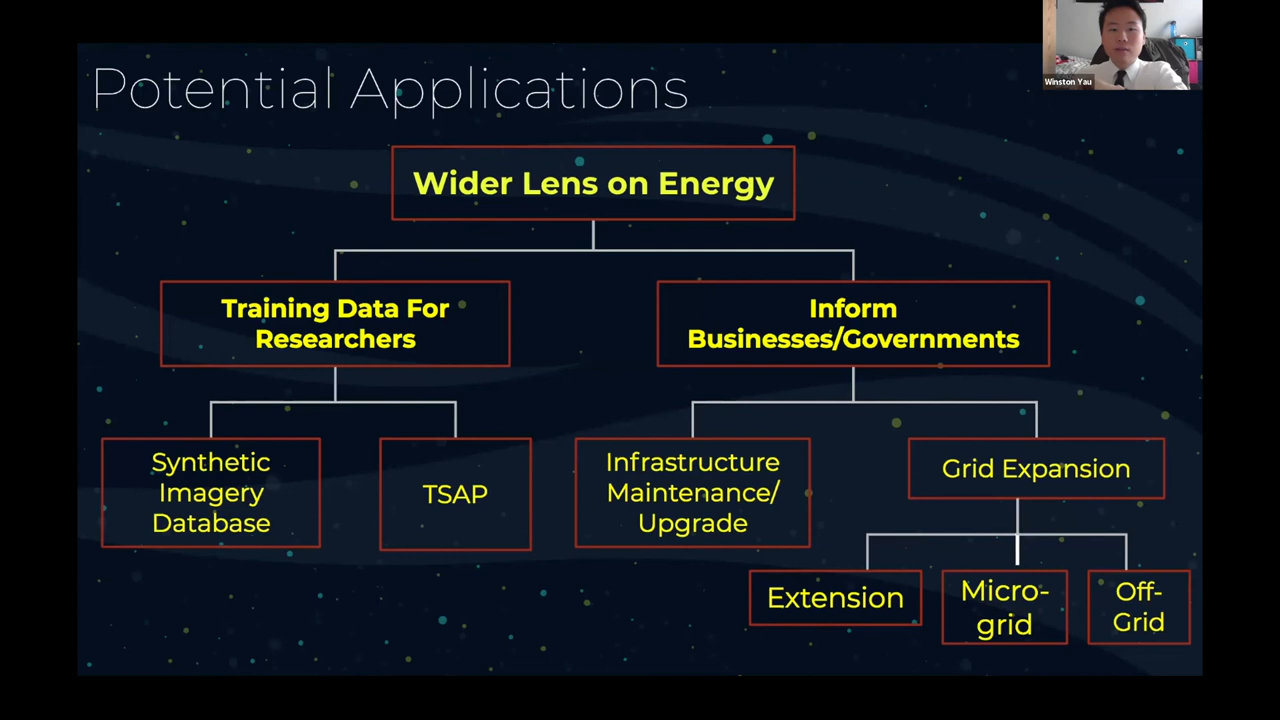 Winston Yau
Potential Applications
Wider Lens on Energy
Training Data For
Researchers
Inform
Businesses/Governments
Synthetic
Imagery
Database
TSAP
Infrastructure
Maintenance/
Upgrade
Grid Expansion
Extension
Micro-
grid
Off-
Grid